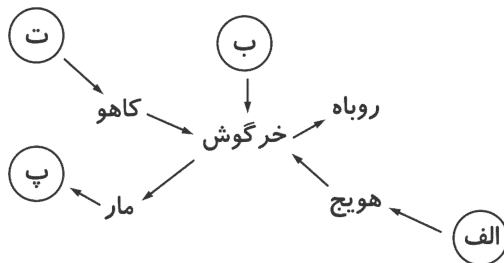 ت
ب
کاهو
روباه
خرگوش
پ
مار
هویج
الف